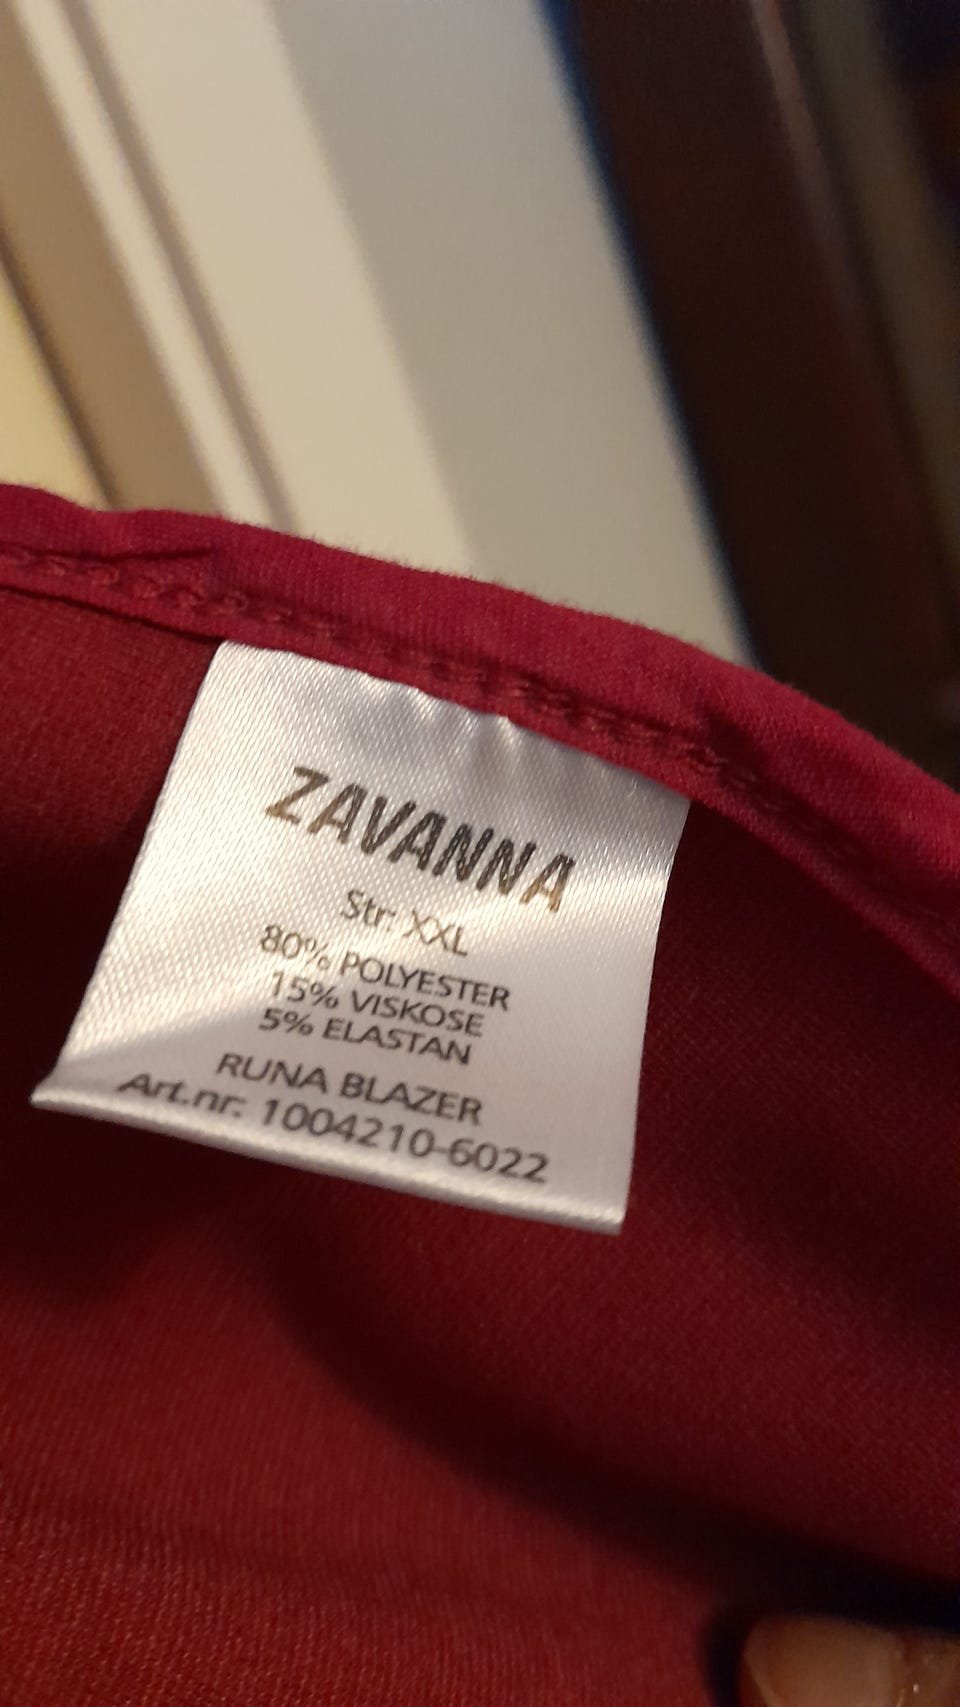 ZAVANNA
Str: XXL
80% POLYESTER
15% VISKOSE
5% ELASTAN
RUNA BLAZER
Art.nr: 1004210-6022